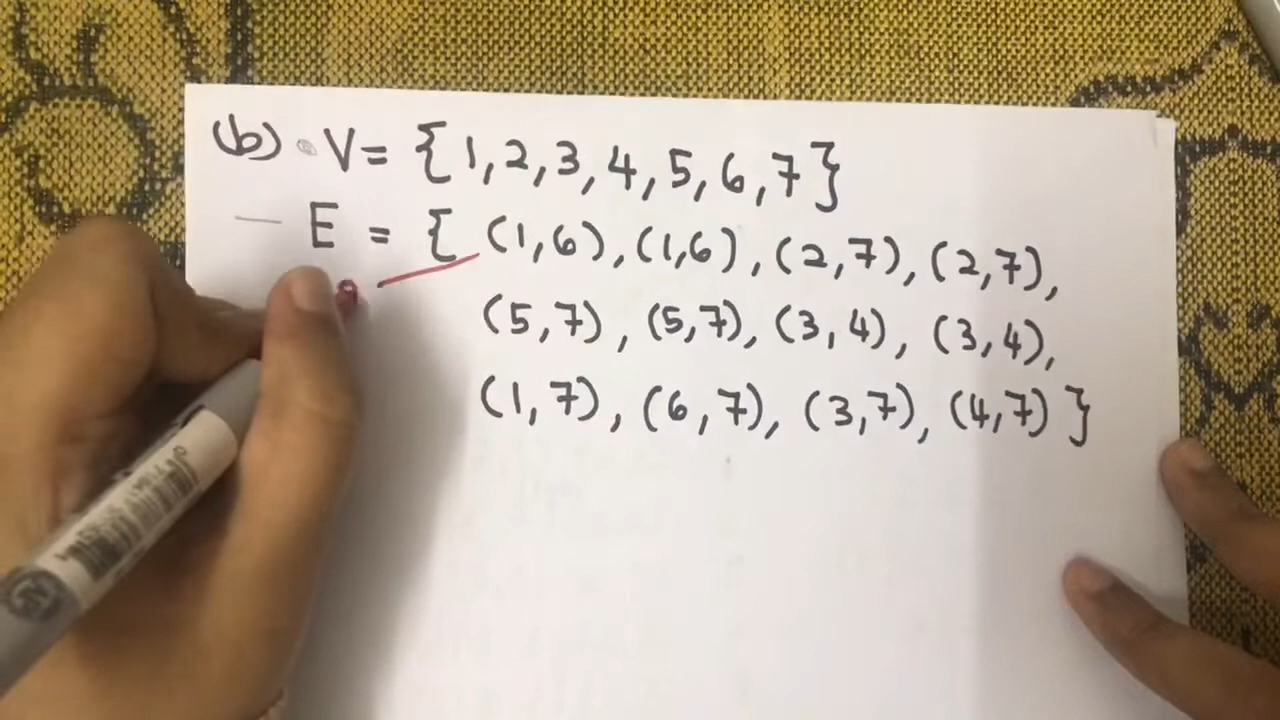 (b) V = {1,2,3,4,5,6,7}
E = { (1,6), (1,6), (2,7), (2,7),
(5,7), (5,7), (3,4), (3,4),
(1,7), (6,7), (3,7), (4,7) }